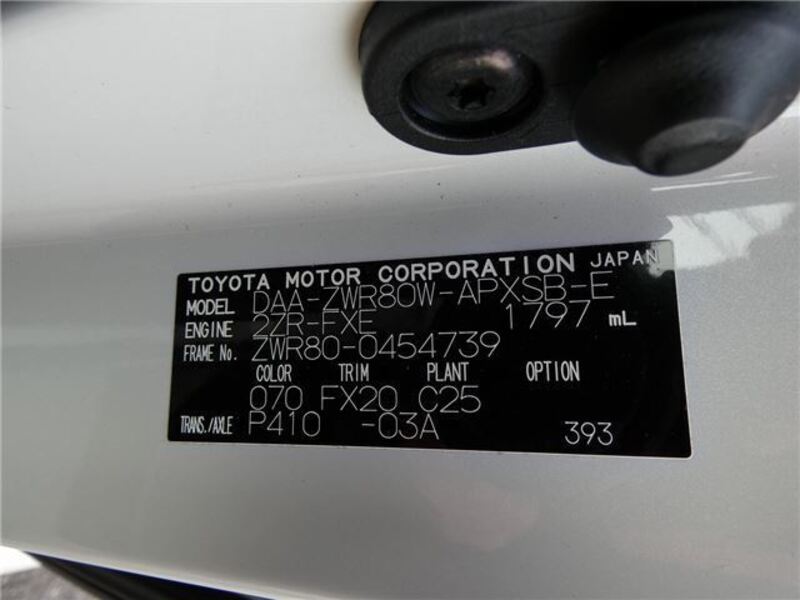 TOYOTA MOTOR CORPORATION JAPAN
MODEL DAA-ZWR80W-APXSB-E
ENGINE 2ZR-FXE 1797 mL
FRAME No. ZWR80-0454739
COLOR TRIM PLANT OPTION
070 FX20 C25
TRANS./AXLE P410 -03A 393